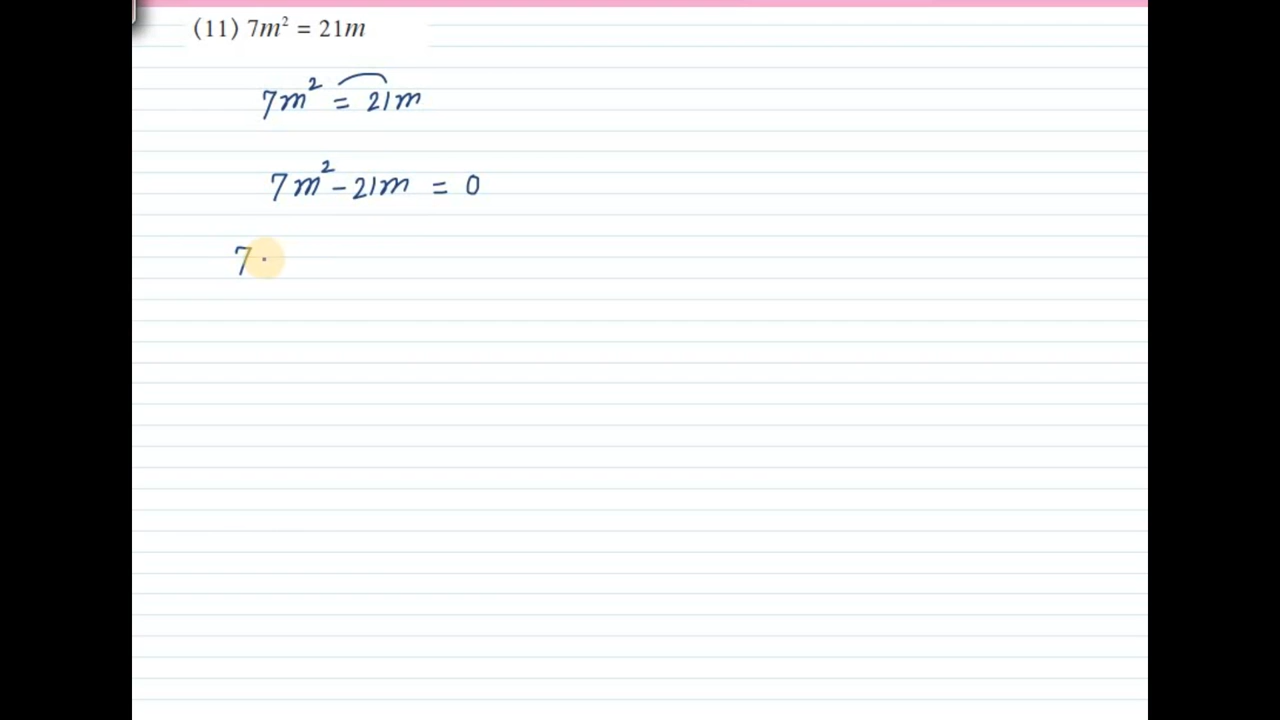 (11) 7m² = 21m
7m² = 21m
7m² - 21m = 0
7